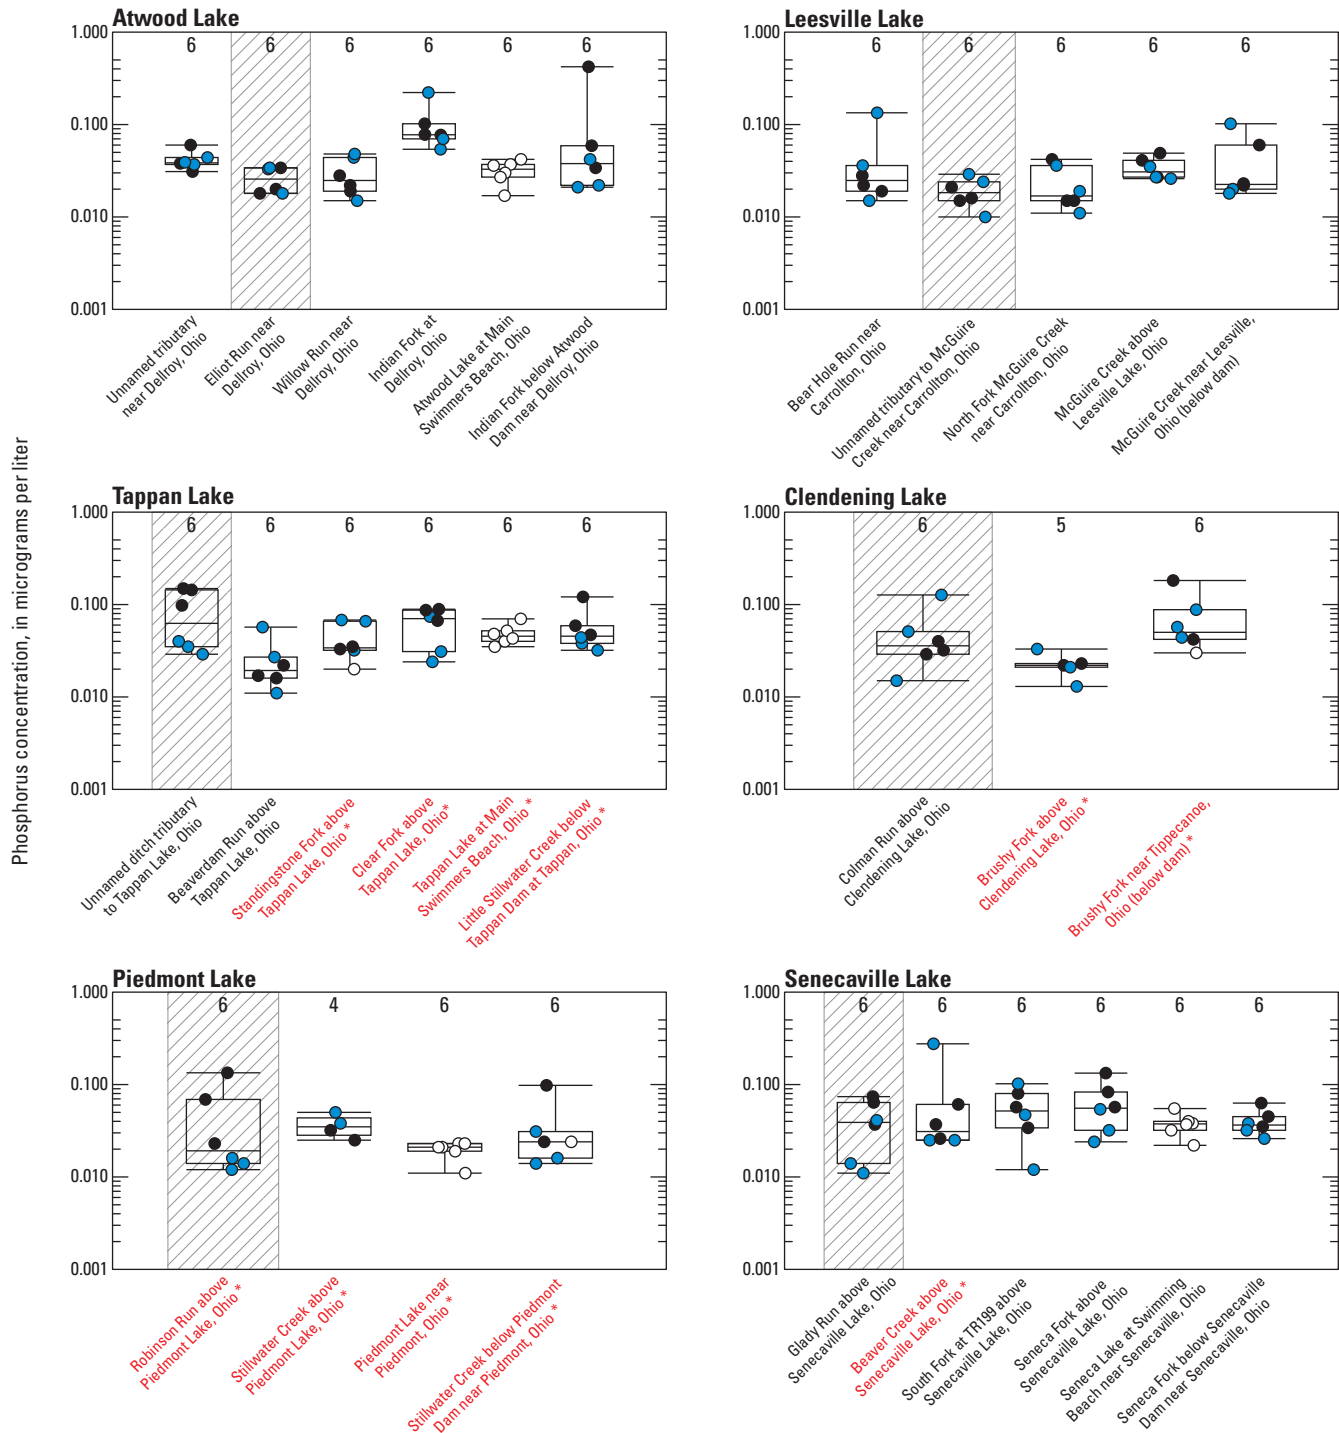 Phosphorus concentration, in micrograms per liter
Atwood Lake
1.000
0.100
0.010
0.001
6 6 6 6 6 6
Unnamed tributary
near Dellroy, Ohio
Elliot Run near
Dellroy, Ohio
Willow Run near
Dellroy, Ohio
Indian Fork at
Dellroy, Ohio
Atwood Lake at Main
Swimmers Beach, Ohio
Indian Fork below Atwood
Dam near Dellroy, Ohio
Leesville Lake
1.000
0.100
0.010
0.001
6 6 6 6 6
Bear Hole Run near
Carrollton, Ohio
Unnamed tributary to McGuire
Creek near Carrollton, Ohio
North Fork McGuire Creek
near Carrollton, Ohio
McGuire Creek above
Leesville Lake, Ohio
McGuire Creek near Leesville,
Ohio (below dam)
Tappan Lake
1.000
0.100
0.010
0.001
6 6 6 6 6 6
Unnamed ditch tributary
to Tappan Lake, Ohio
Beaverdam Run above
Tappan Lake, Ohio
Standingstone Fork above
Tappan Lake, Ohio *
Clear Fork above
Tappan Lake, Ohio*
Tappan Lake at Main
Swimmers Beach, Ohio *
Little Stillwater Creek below
Tappan Dam at Tappan, Ohio *
Clendening Lake
1.000
0.100
0.010
0.001
6 5 6
Colman Run above
Clendening Lake, Ohio
Brushy Fork above
Clendening Lake, Ohio *
Brushy Fork near Tippecanoe,
Ohio (below dam) *
Piedmont Lake
1.000
0.100
0.010
0.001
6 4 6 6
Robinson Run above
Piedmont Lake, Ohio *
Stillwater Creek above
Piedmont Lake, Ohio *
Piedmont Lake near
Piedmont, Ohio *
Stillwater Creek below Piedmont
Dam near Piedmont, Ohio *
Senecaville Lake
1.000
0.100
0.010
0.001
6 6 6 6 6 6
Glady Run above
Senecaville Lake, Ohio
Beaver Creek above
Senecaville Lake, Ohio *
South Fork at TR199 above
Senecaville Lake, Ohio
Seneca Fork above
Senecaville Lake, Ohio
Seneca Lake at Swimming
Beach near Senecaville, Ohio
Seneca Fork below Senecaville
Dam near Senecaville, Ohio